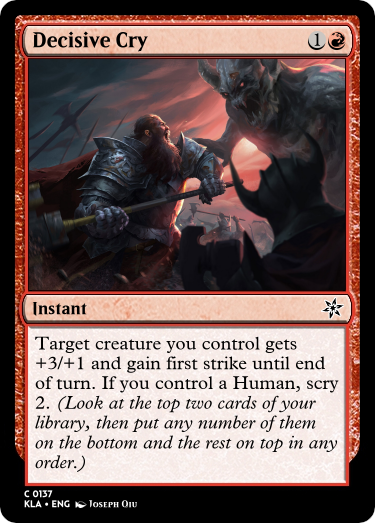 Decisive Cry 1
Instant
Target creature you control gets
+3/+1 and gain first strike until end
of turn. If you control a Human, scry
2. (Look at the top two cards of your
library, then put any number of them
on the bottom and the rest on top in any
order.)
C 0137
KLA • ENG Joseph Qiu